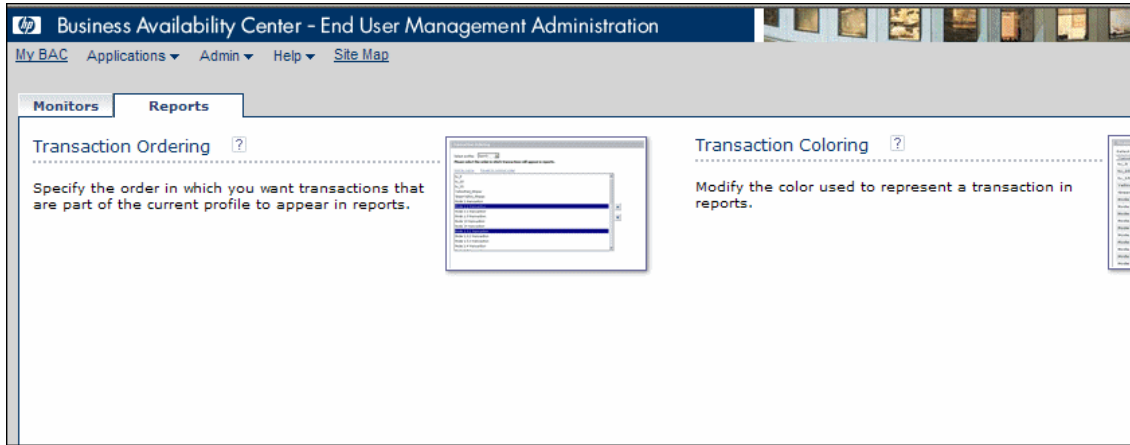 hp Business Availability Center - End User Management Administration
My BAC Applications Admin Help Site Map
Monitors Reports
Transaction Ordering ?
Specify the order in which you want transactions that
are part of the current profile to appear in reports.
Transaction Coloring ?
Modify the color used to represent a transaction in
reports.